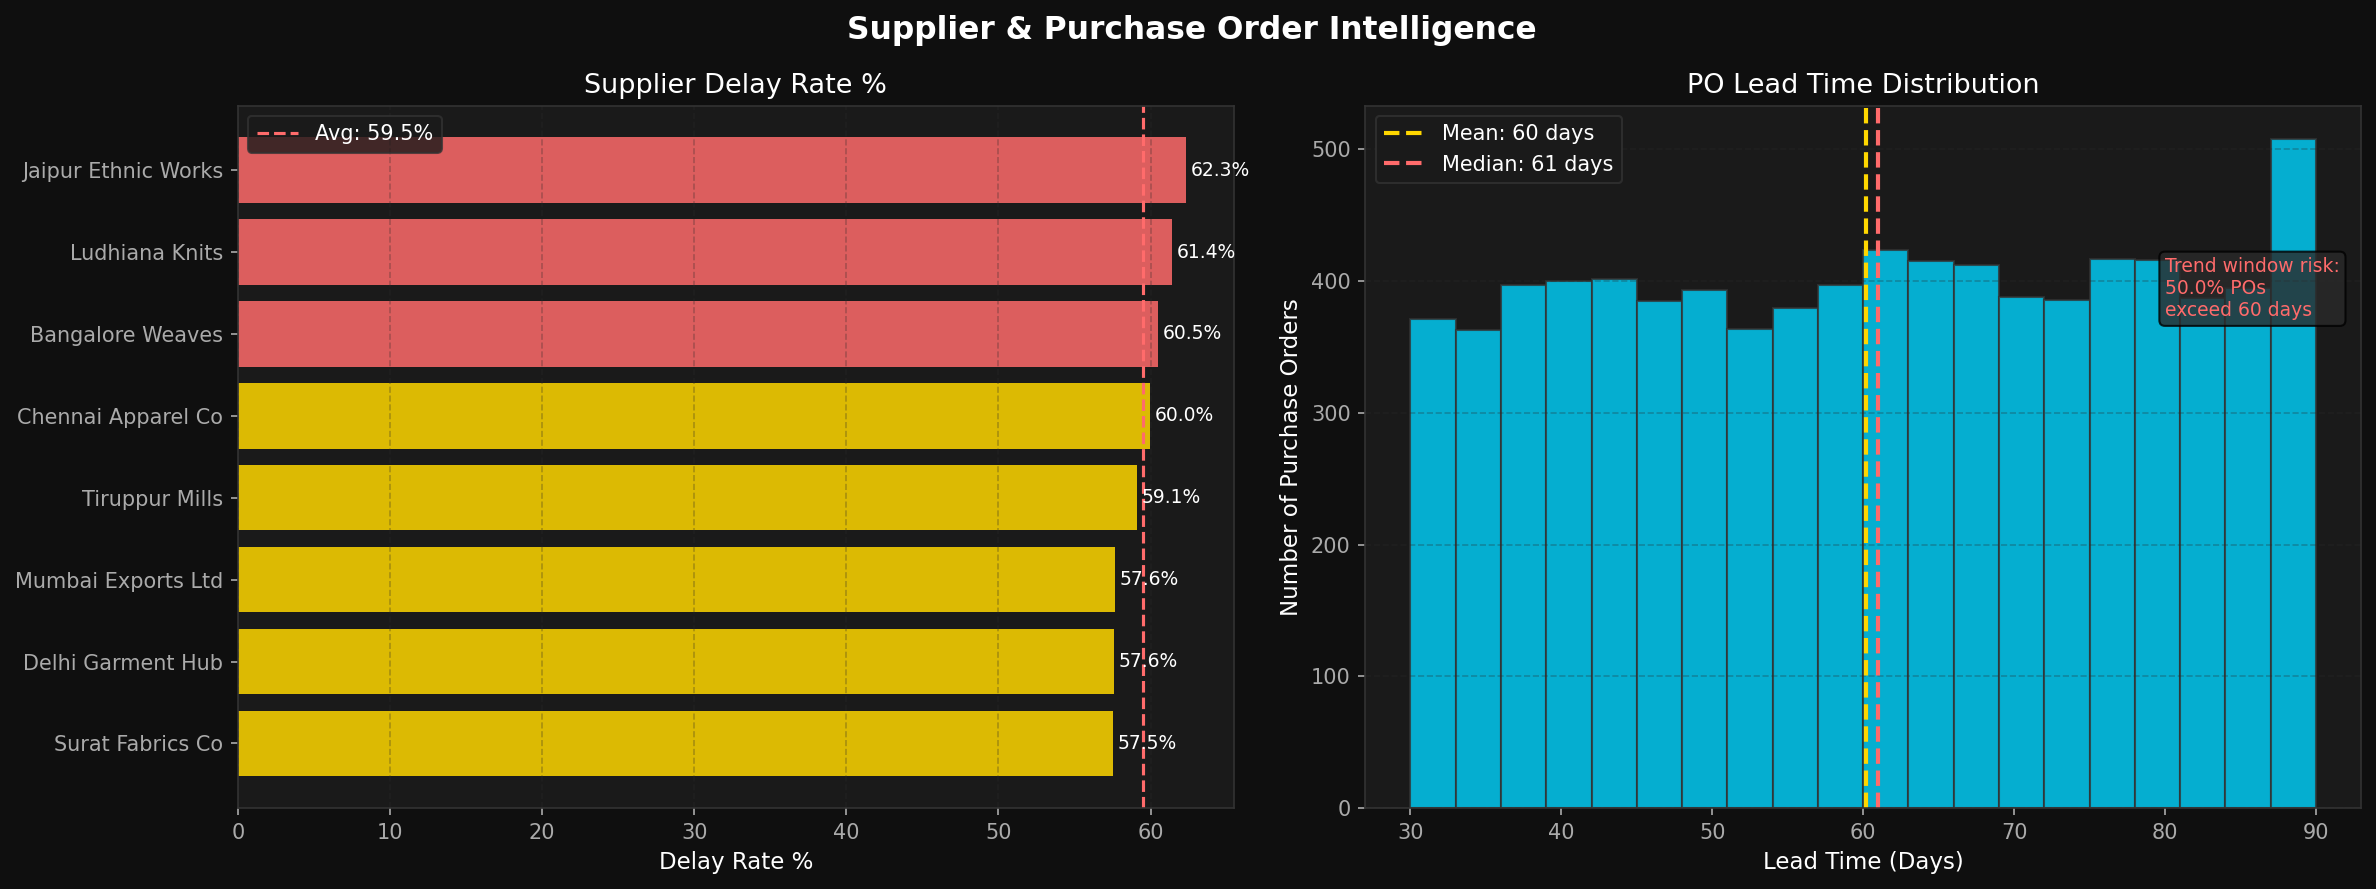 Supplier & Purchase Order Intelligence
Supplier Delay Rate %
Avg: 59.5%
Jaipur Ethnic Works
62.3%
Ludhiana Knits
61.4%
Bangalore Weaves
60.5%
Chennai Apparel Co
60.0%
Tiruppur Mills
59.1%
Mumbai Exports Ltd
57.6%
Delhi Garment Hub
57.6%
Surat Fabrics Co
57.5%
0 10 20 30 40 50 60
Delay Rate %
PO Lead Time Distribution
Mean: 60 days
Median: 61 days
Trend window risk:
50.0% POs
exceed 60 days
Number of Purchase Orders
500
400
300
200
100
0
30 40 50 60 70 80 90
Lead Time (Days)